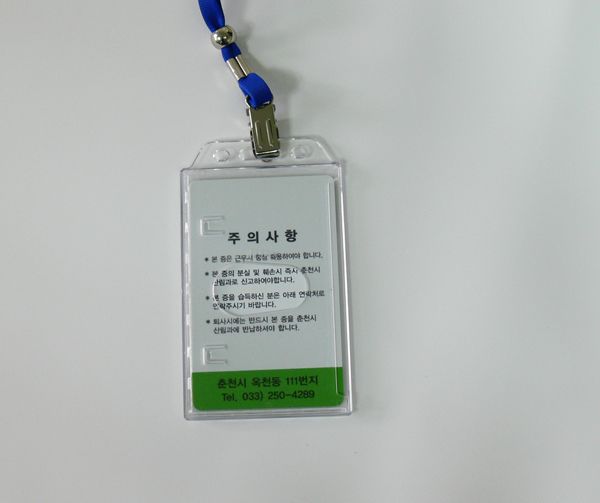 주의사항
* 본 증은 근무시 항상 패용하여야 합니다.
* 본 증의 분실 및 훼손시 즉시 춘천시
산림과로 신고하여야합니다.
* 본 증을 습득하신 분은 아래 연락처로
연락주시기 바랍니다.
* 퇴사시에는 반드시 본 증을 춘천시
산림과에 반납하셔야 합니다.
춘천시 옥천동 111번지
Tel. 033) 250-4289